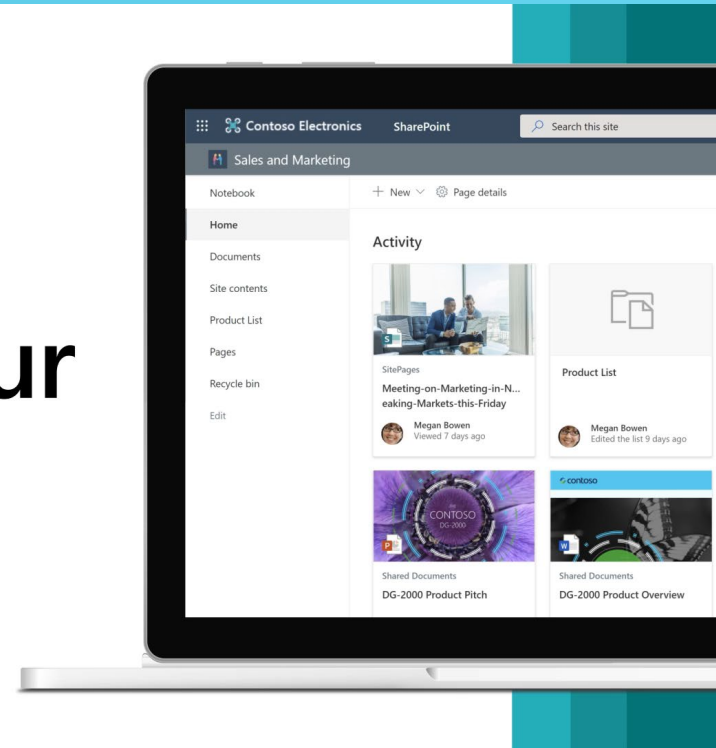 ur
Contoso Electronics
SharePoint
Search this site
Sales and Marketing
Notebook
Home
Documents
Site contents
Product List
Pages
Recycle bin
Edit
New
Page details
Activity
SitePages
Meeting-on-Marketing-in-N...
eaking-Markets-this-Friday
Megan Bowen
Viewed 7 days ago
Product List
Megan Bowen
Edited the list 9 days ago
CONTOSO
DG-2000
Shared Documents
DG-2000 Product Pitch
contoso
Shared Documents
DG-2000 Product Overview